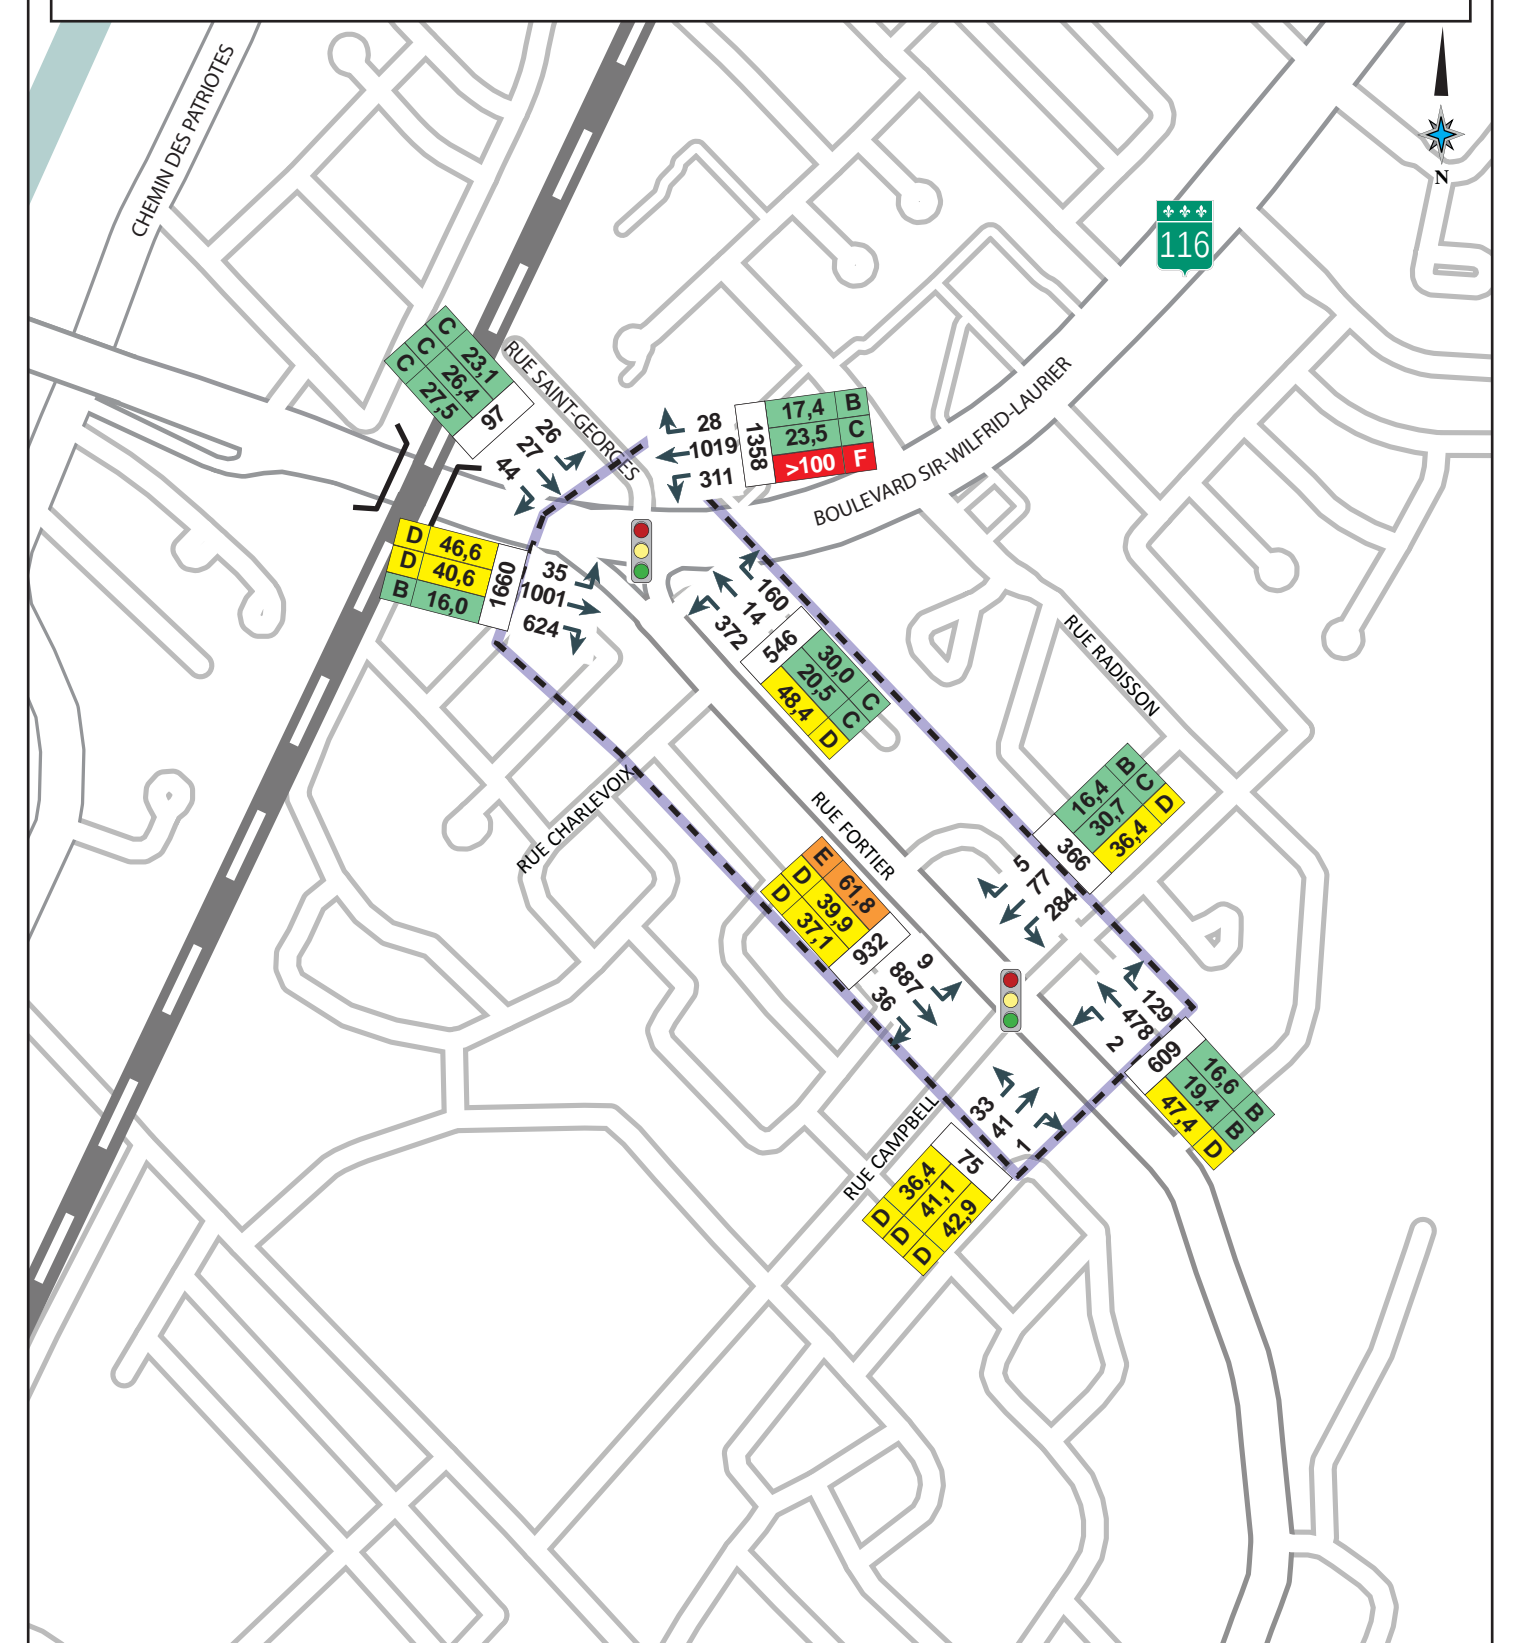 CHEMIN DES PATRIOTES
N
116
C 23,1
C 26,4
C 27,5
97
26
27
44
RUE SAINT-GEORGES
28
1019
311
1358
17,4 B
23,5 C
>100 F
BOULEVARD SIR-WILFRID-LAURIER
D 46,6
D 40,6
B 16,0
1660
35
1001
624
160
14
372
546
30,0 C
20,5 C
48,4 D
RUE RADISSON
RUE CHARLEVOIX
RUE FORTIER
16,4 B
30,7 C
36,4 D
366
5
77
284
E 61,8
D 39,9
D 37,1
932
9
887
36
129
478
2
609
16,6 B
19,4 B
47,4 D
33
41
1
75
RUE CAMPBELL
D 36,4
D 41,1
D 42,9